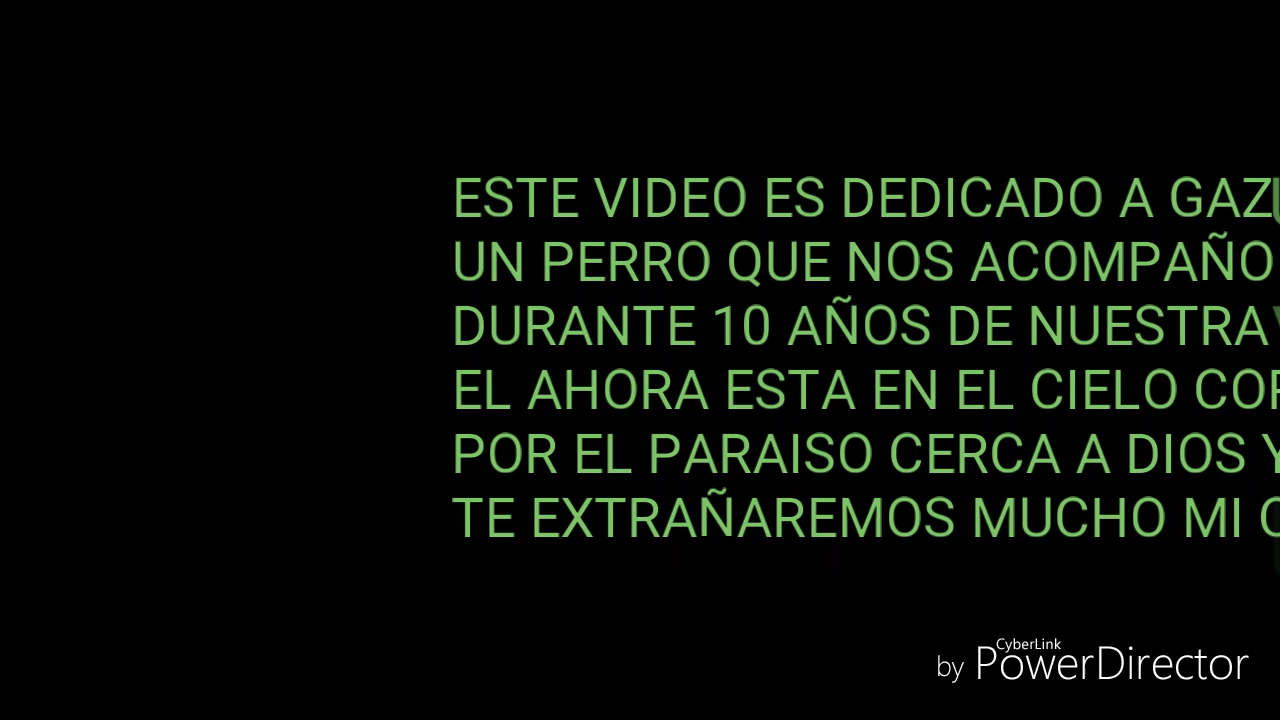 ESTE VIDEO ES DEDICADO A
UN PERRO QUE NOS ACOMPAÑO
DURANTE 10 AÑOS DE NUESTRA
EL AHORA ESTA EN EL CIELO
POR EL PARAISO CERCA A DIOS Y
TE EXTRAÑAREMOS MUCHO MI
CyberLink
by PowerDirector